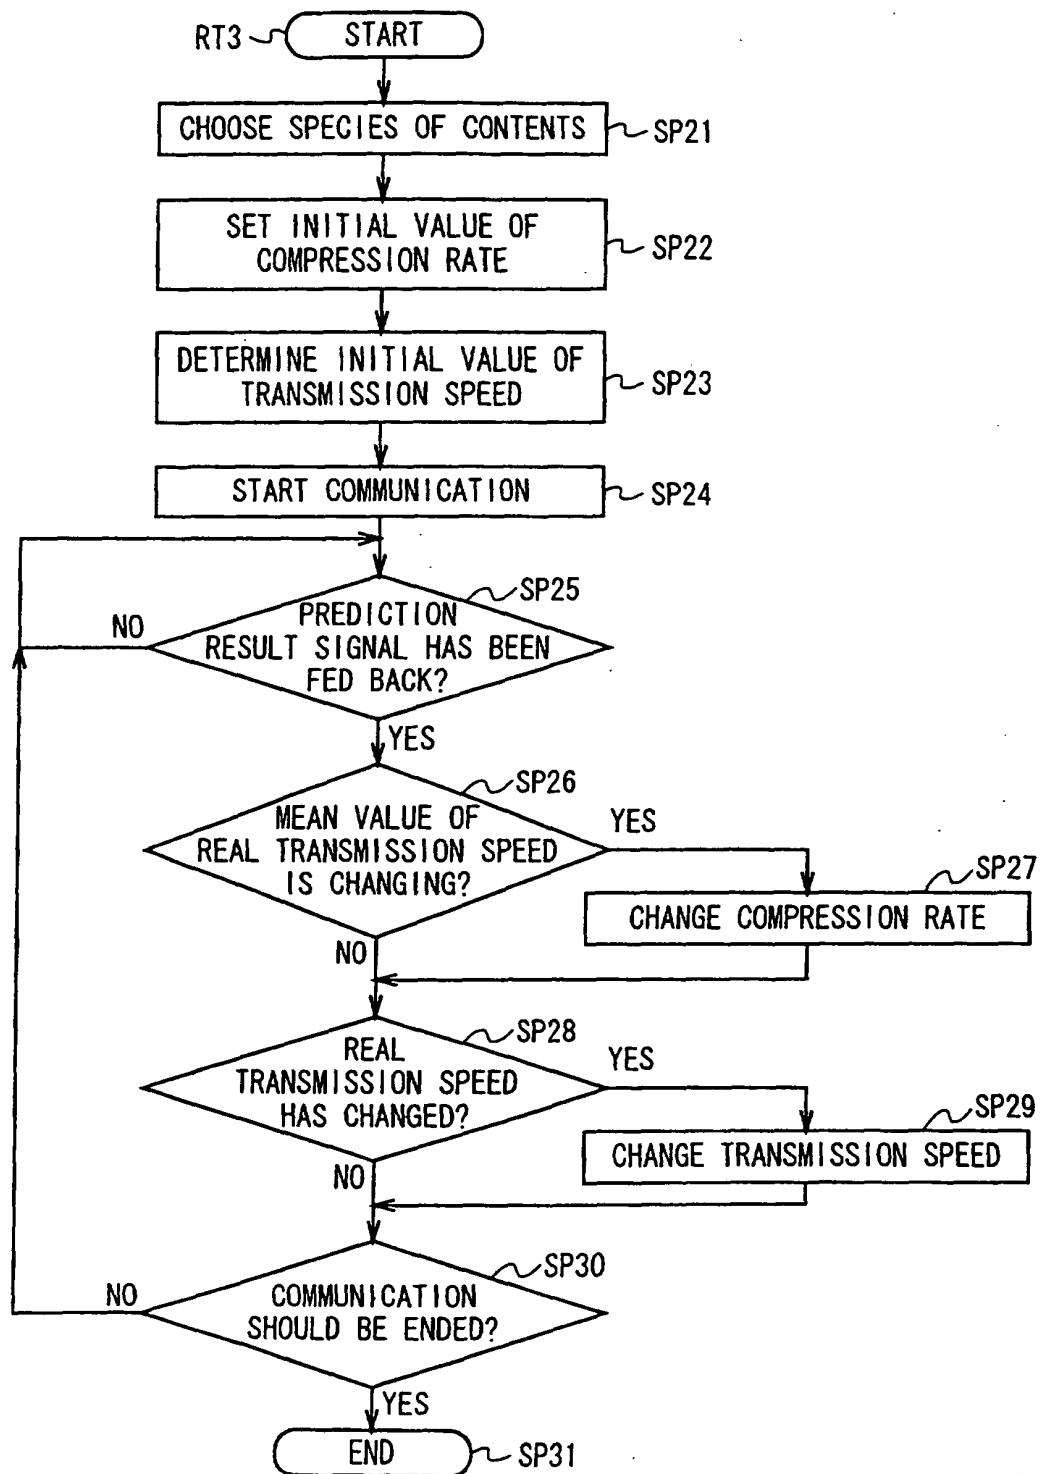 RT3
START
CHOOSE SPECIES OF CONTENTS
SP21
SET INITIAL VALUE OF
COMPRESSION RATE
SP22
DETERMINE INITIAL VALUE OF
TRANSMISSION SPEED
SP23
START COMMUNICATION
SP24
SP25
PREDICTION
RESULT SIGNAL HAS BEEN
FED BACK?
NO
YES
SP26
MEAN VALUE OF
REAL TRANSMISSION SPEED
IS CHANGING?
YES
SP27
CHANGE COMPRESSION RATE
NO
SP28
REAL
TRANSMISSION SPEED
HAS CHANGED?
YES
SP29
CHANGE TRANSMISSION SPEED
NO
SP30
COMMUNICATION
SHOULD BE ENDED?
NO
YES
END
SP31